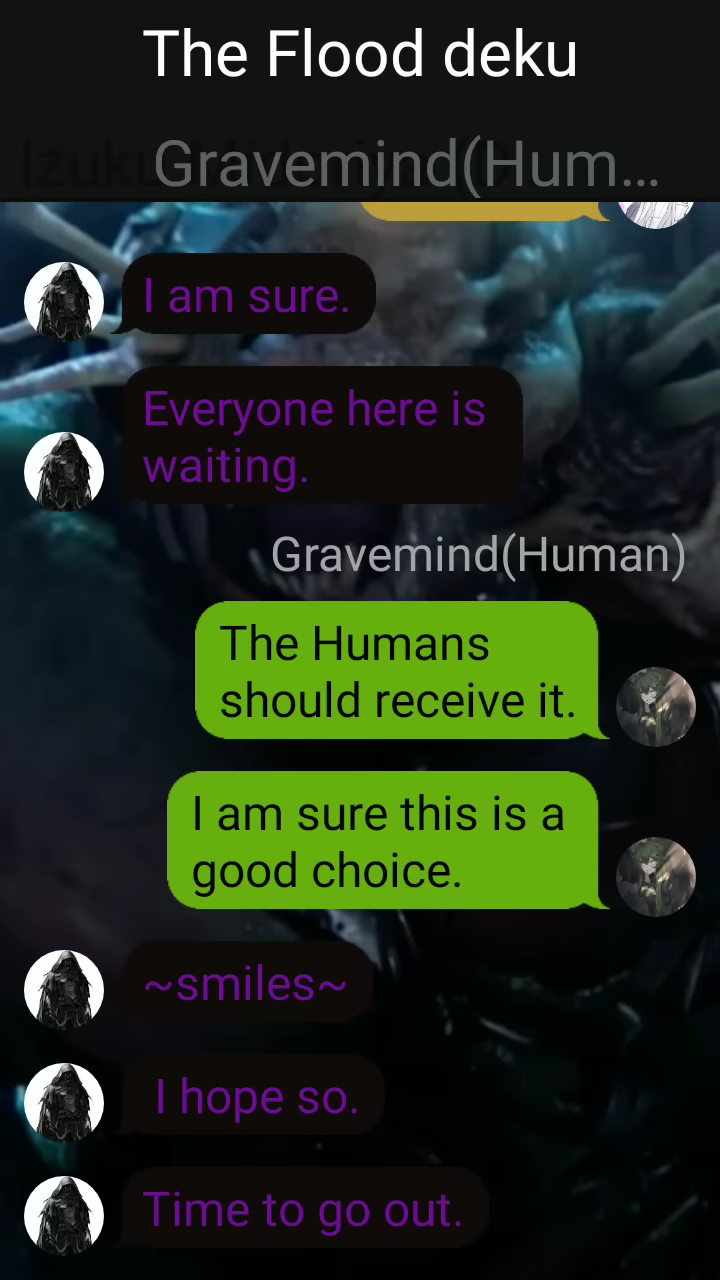 The Flood deku
Gravemind(Hum...
I am sure.
Everyone here is
waiting.
Gravemind(Human)
The Humans
should receive it.
I am sure this is a
good choice.
~smiles~
I hope so.
Time to go out.